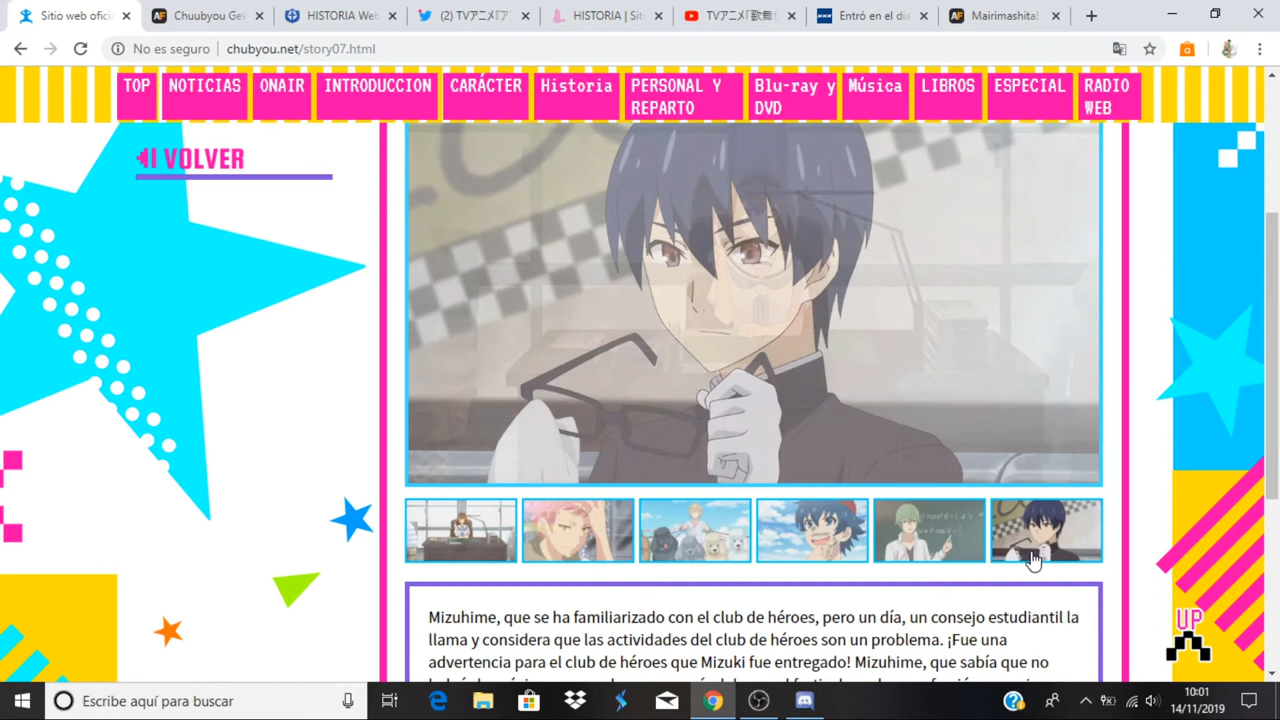 Sitio web oficia
Chuubyou Gek
HISTORIA Web
(2) TVアニメ『ア
HISTORIA | Sit
TVアニメ「歌舞伎
Entró en el día
Mairimashita!
No es seguro
chubyou.net/story07.html
TOP
NOTICIAS
ONAIR
INTRODUCCION
CARÁCTER
Historia
PERSONAL Y
REPARTO
Blu-ray y
DVD
Música
LIBROS
ESPECIAL
RADIO
WEB
VOLVER
Mizuhime, que se ha familiarizado con el club de héroes, pero un día, un consejo estudiantil la
llama y considera que las actividades del club de héroes son un problema. ¡Fue una
advertencia para el club de héroes que Mizuki fue entregado! Mizuhime, que sabía que no
UP
Escribe aquí para buscar
10:01
14/11/2019